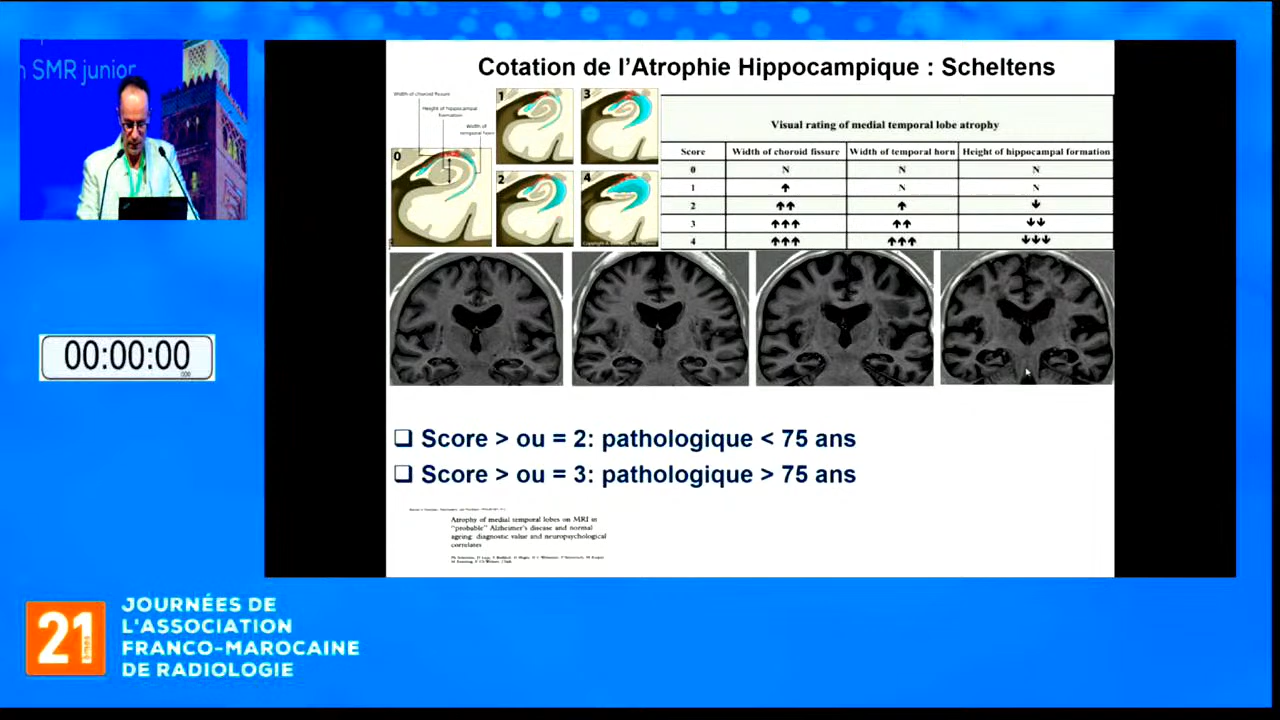 n SMR junior
00:00:00
21
èmes
JOURNÉES DE
L'ASSOCIATION
FRANCO-MAROCAINE
DE RADIOLOGIE
Cotation de l'Atrophie Hippocampique : Scheltens
Width of choroid fissure
Height of hippocampal
formation
Width of
temporal horn
0
1
3
2
4
Visual rating of medial temporal lobe atrophy
Score Width of choroid fissure Width of temporal horn Height of hippocampal formation
0 N N N
1 ↑ N N
2 ↑↑ ↑ ↓
3 ↑↑↑ ↑↑ ↓↓
4 ↑↑↑ ↑↑↑ ↓↓↓
❑ Score > ou = 2: pathologique < 75 ans
❑ Score > ou = 3: pathologique > 75 ans
Atrophy of medial temporal lobes on MRI in
"probable" Alzheimer's disease and normal
ageing: diagnostic value and neuropsychological
correlates